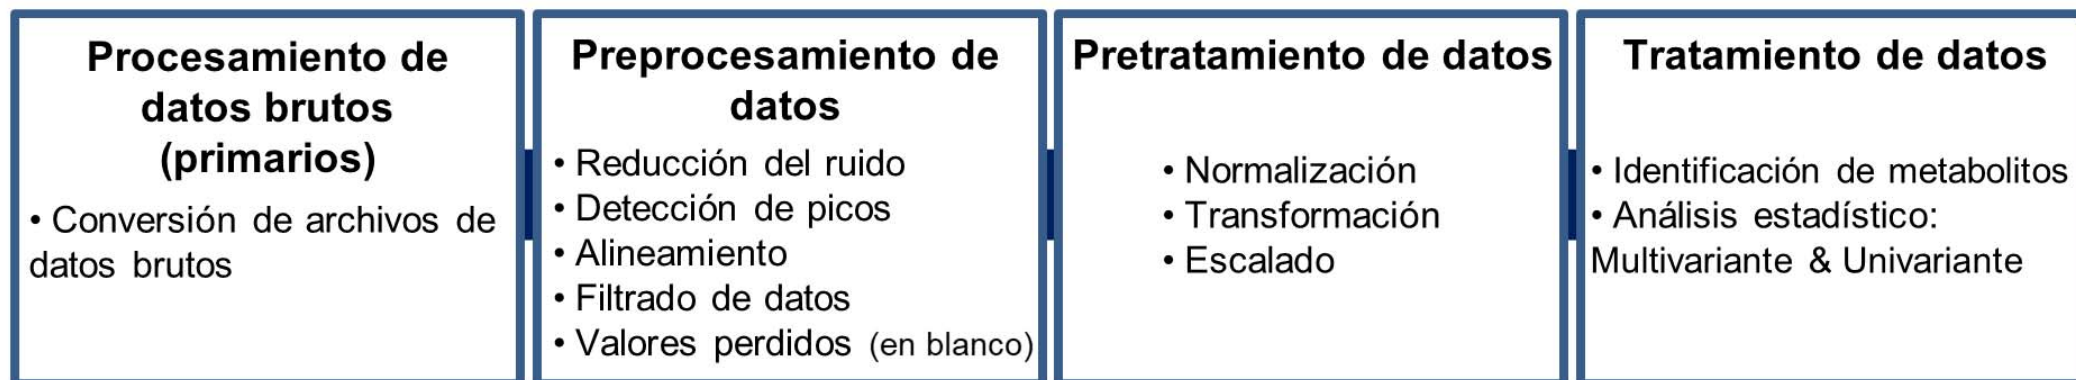 Procesamiento de
datos brutos
(primarios)
• Conversión de archivos de
datos brutos
Preprocesamiento de
datos
• Reducción del ruido
• Detección de picos
• Alineamiento
• Filtrado de datos
• Valores perdidos (en blanco)
Pretratamiento de datos
• Normalización
• Transformación
• Escalado
Tratamiento de datos
• Identificación de metabolitos
• Análisis estadístico:
Multivariante & Univariante